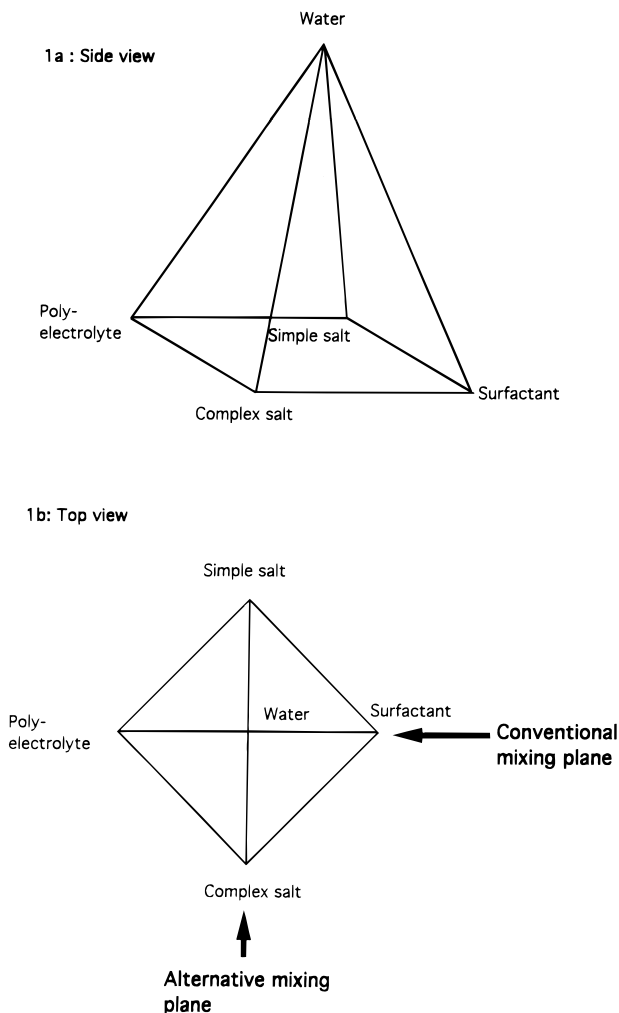 Water
1a : Side view
Poly-
electrolyte
Simple salt
Surfactant
Complex salt
1b: Top view
Simple salt
Water
Surfactant
Poly-
electrolyte
Conventional
mixing plane
Complex salt
Alternative mixing
plane